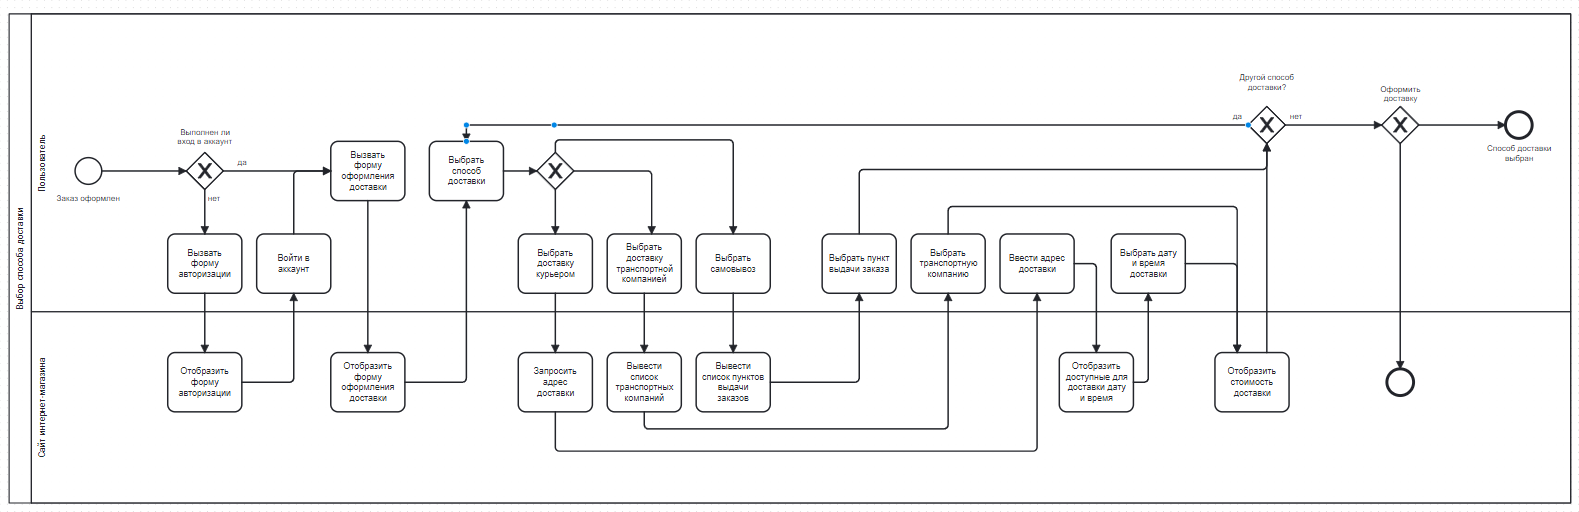 Выбор способа доставки
Пользователь
Заказ оформлен
Выполнен ли
вход в аккаунт
да
нет
Вызвать
форму
авторизации
Войти в
аккаунт
Вызвать
форму
оформления
доставки
Выбрать
способ
доставки
Выбрать
доставку
курьером
Выбрать
доставку
транспортной
компанией
Выбрать
самовывоз
Выбрать пункт
выдачи заказа
Выбрать
транспортную
компанию
Ввести адрес
доставки
Выбрать дату
и время
доставки
Другой способ
доставки?
да
нет
Оформить
доставку
Способ доставки
выбран
Сайт интернет-магазина
Отобразить
форму
авторизации
Отобразить
форму
оформления
доставки
Запросить
адрес
доставки
Вывести
список
транспортных
компаний
Вывести
список пунктов
выдачи
заказов
Отобразить
доступные для
доставки дату
и время
Отобразить
стоимость
доставки